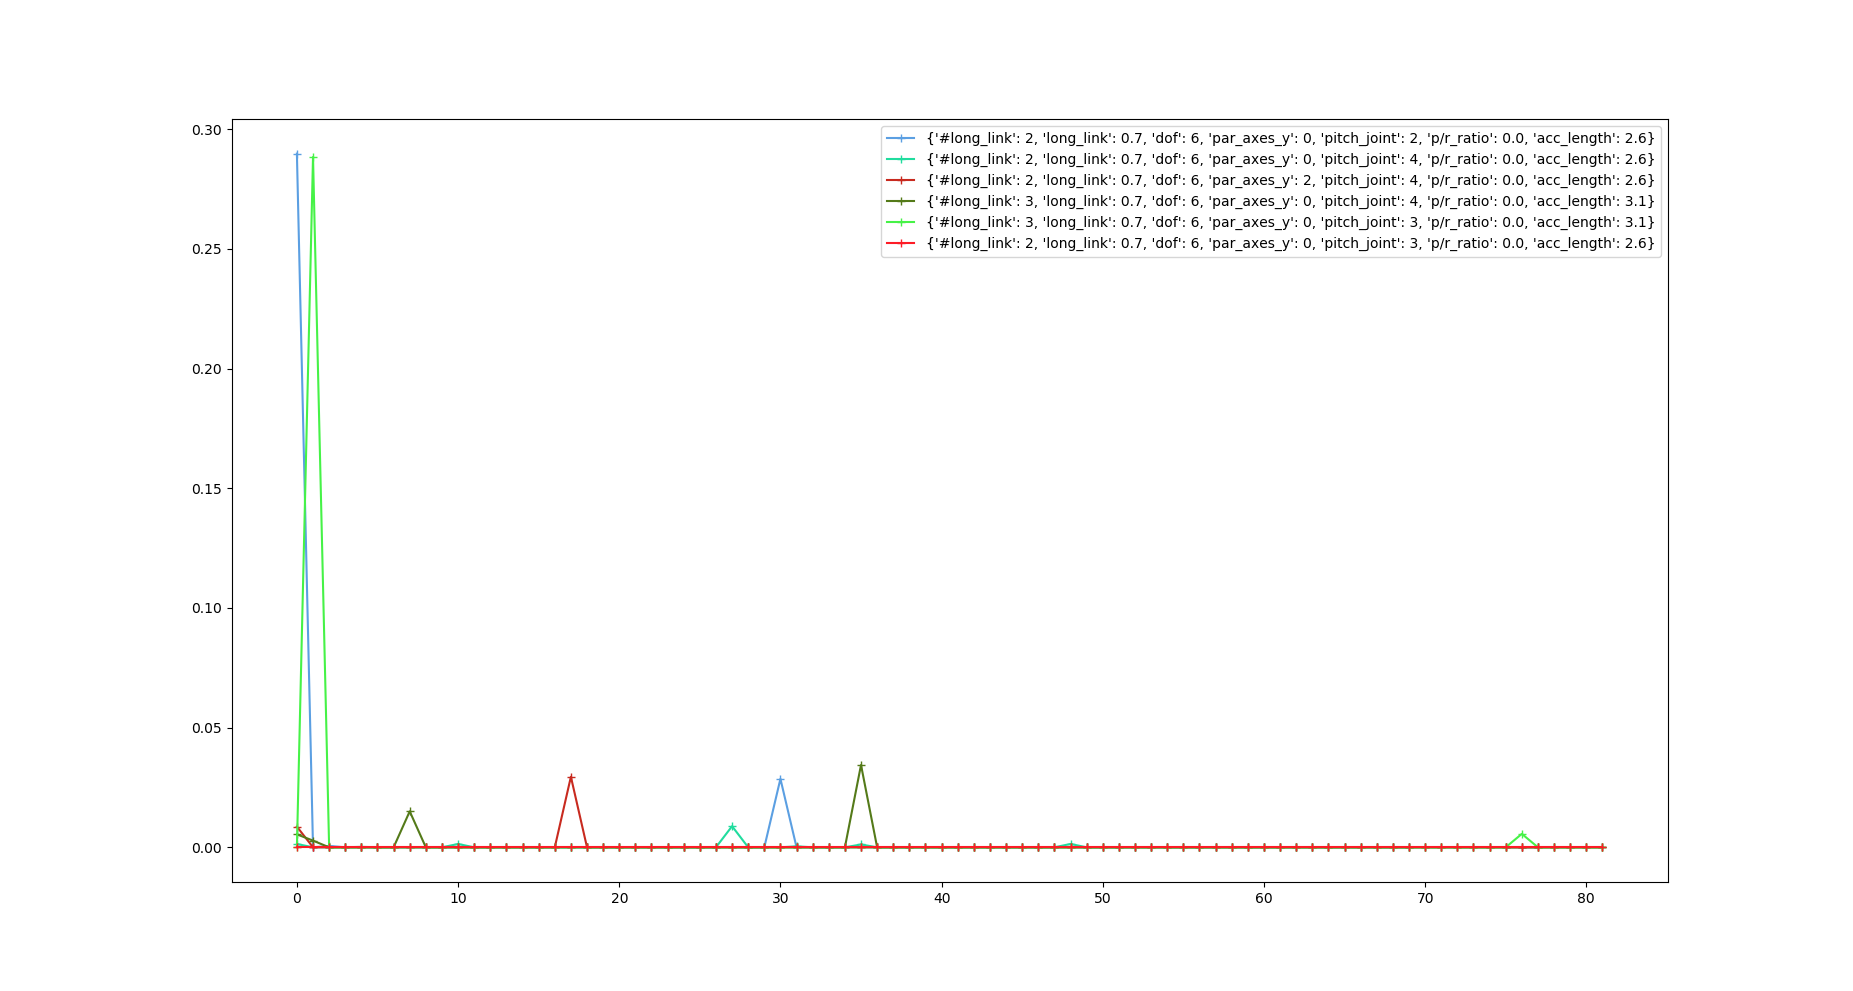 0.30
0.25
0.20
0.15
0.10
0.05
0.00
0 10 20 30 40 50 60 70 80
{'#long_link': 2, 'long_link': 0.7, 'dof': 6, 'par_axes_y': 0, 'pitch_joint': 2, 'p/r_ratio': 0.0, 'acc_length': 2.6}
{'#long_link': 2, 'long_link': 0.7, 'dof': 6, 'par_axes_y': 0, 'pitch_joint': 4, 'p/r_ratio': 0.0, 'acc_length': 2.6}
{'#long_link': 2, 'long_link': 0.7, 'dof': 6, 'par_axes_y': 2, 'pitch_joint': 4, 'p/r_ratio': 0.0, 'acc_length': 2.6}
{'#long_link': 3, 'long_link': 0.7, 'dof': 6, 'par_axes_y': 0, 'pitch_joint': 4, 'p/r_ratio': 0.0, 'acc_length': 3.1}
{'#long_link': 3, 'long_link': 0.7, 'dof': 6, 'par_axes_y': 0, 'pitch_joint': 3, 'p/r_ratio': 0.0, 'acc_length': 3.1}
{'#long_link': 2, 'long_link': 0.7, 'dof': 6, 'par_axes_y': 0, 'pitch_joint': 3, 'p/r_ratio': 0.0, 'acc_length': 2.6}